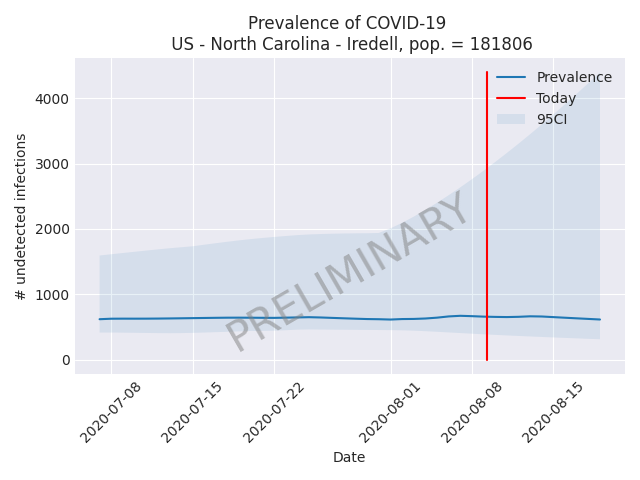 Prevalence of COVID-19
US - North Carolina - Iredell, pop. = 181806
Prevalence
Today
95CI
4000
3000
2000
1000
0
# undetected infections
PRELIMINARY
2020-07-08
2020-07-15
2020-07-22
2020-08-01
2020-08-08
2020-08-15
Date